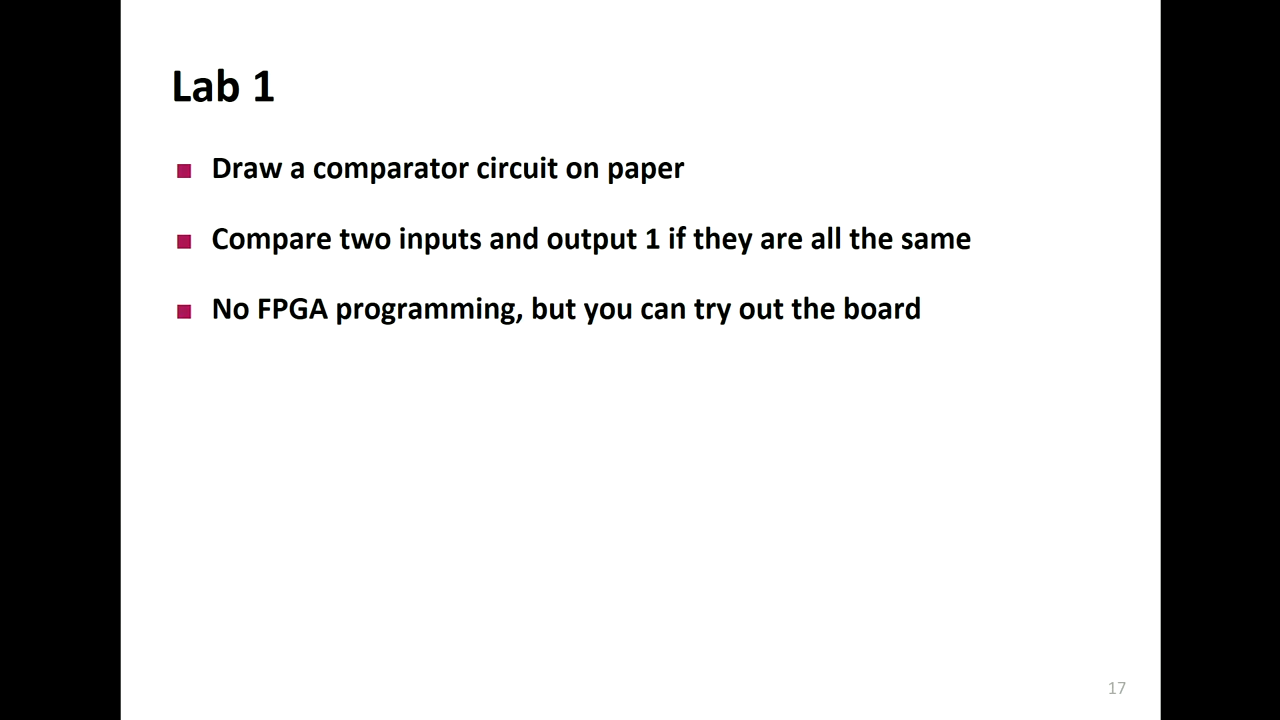 Lab 1
Draw a comparator circuit on paper
Compare two inputs and output 1 if they are all the same
No FPGA programming, but you can try out the board
17